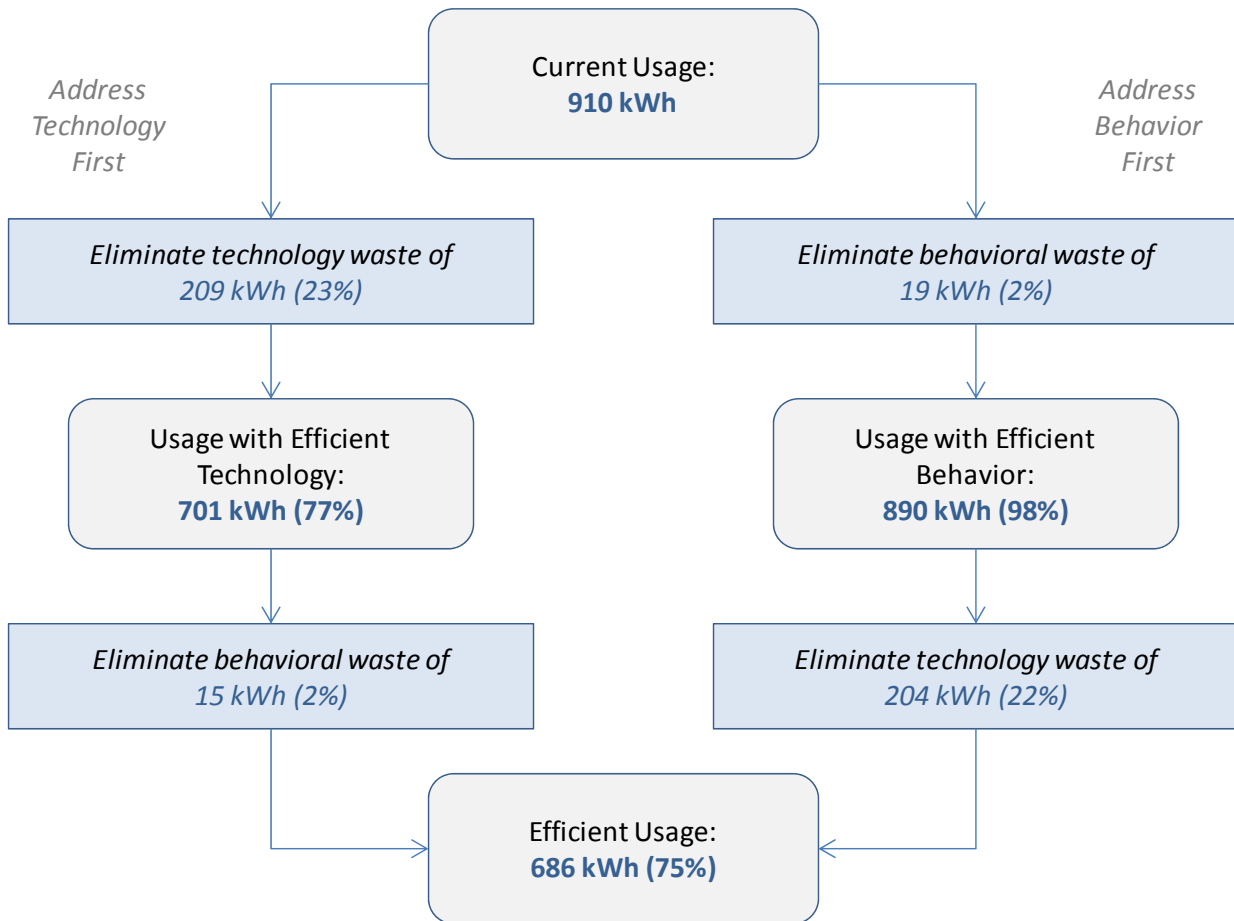 Current Usage:
910 kWh
Address
Technology
First
Address
Behavior
First
Eliminate technology waste of
209 kWh (23%)
Eliminate behavioral waste of
19 kWh (2%)
Usage with Efficient
Technology:
701 kWh (77%)
Usage with Efficient
Behavior:
890 kWh (98%)
Eliminate behavioral waste of
15 kWh (2%)
Eliminate technology waste of
204 kWh (22%)
Efficient Usage:
686 kWh (75%)